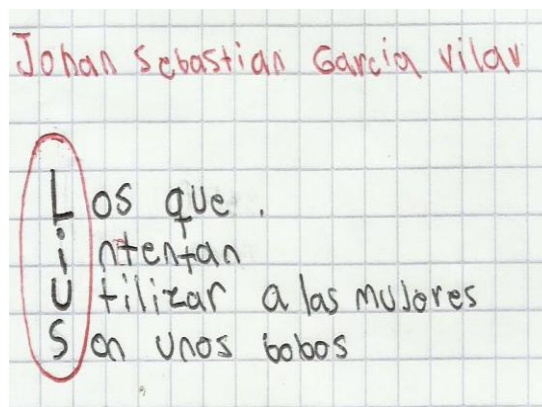 Johan Sebastian Garcia vilav
Los que.
intentan
Utilizar a las muJeres
Son unos bobos